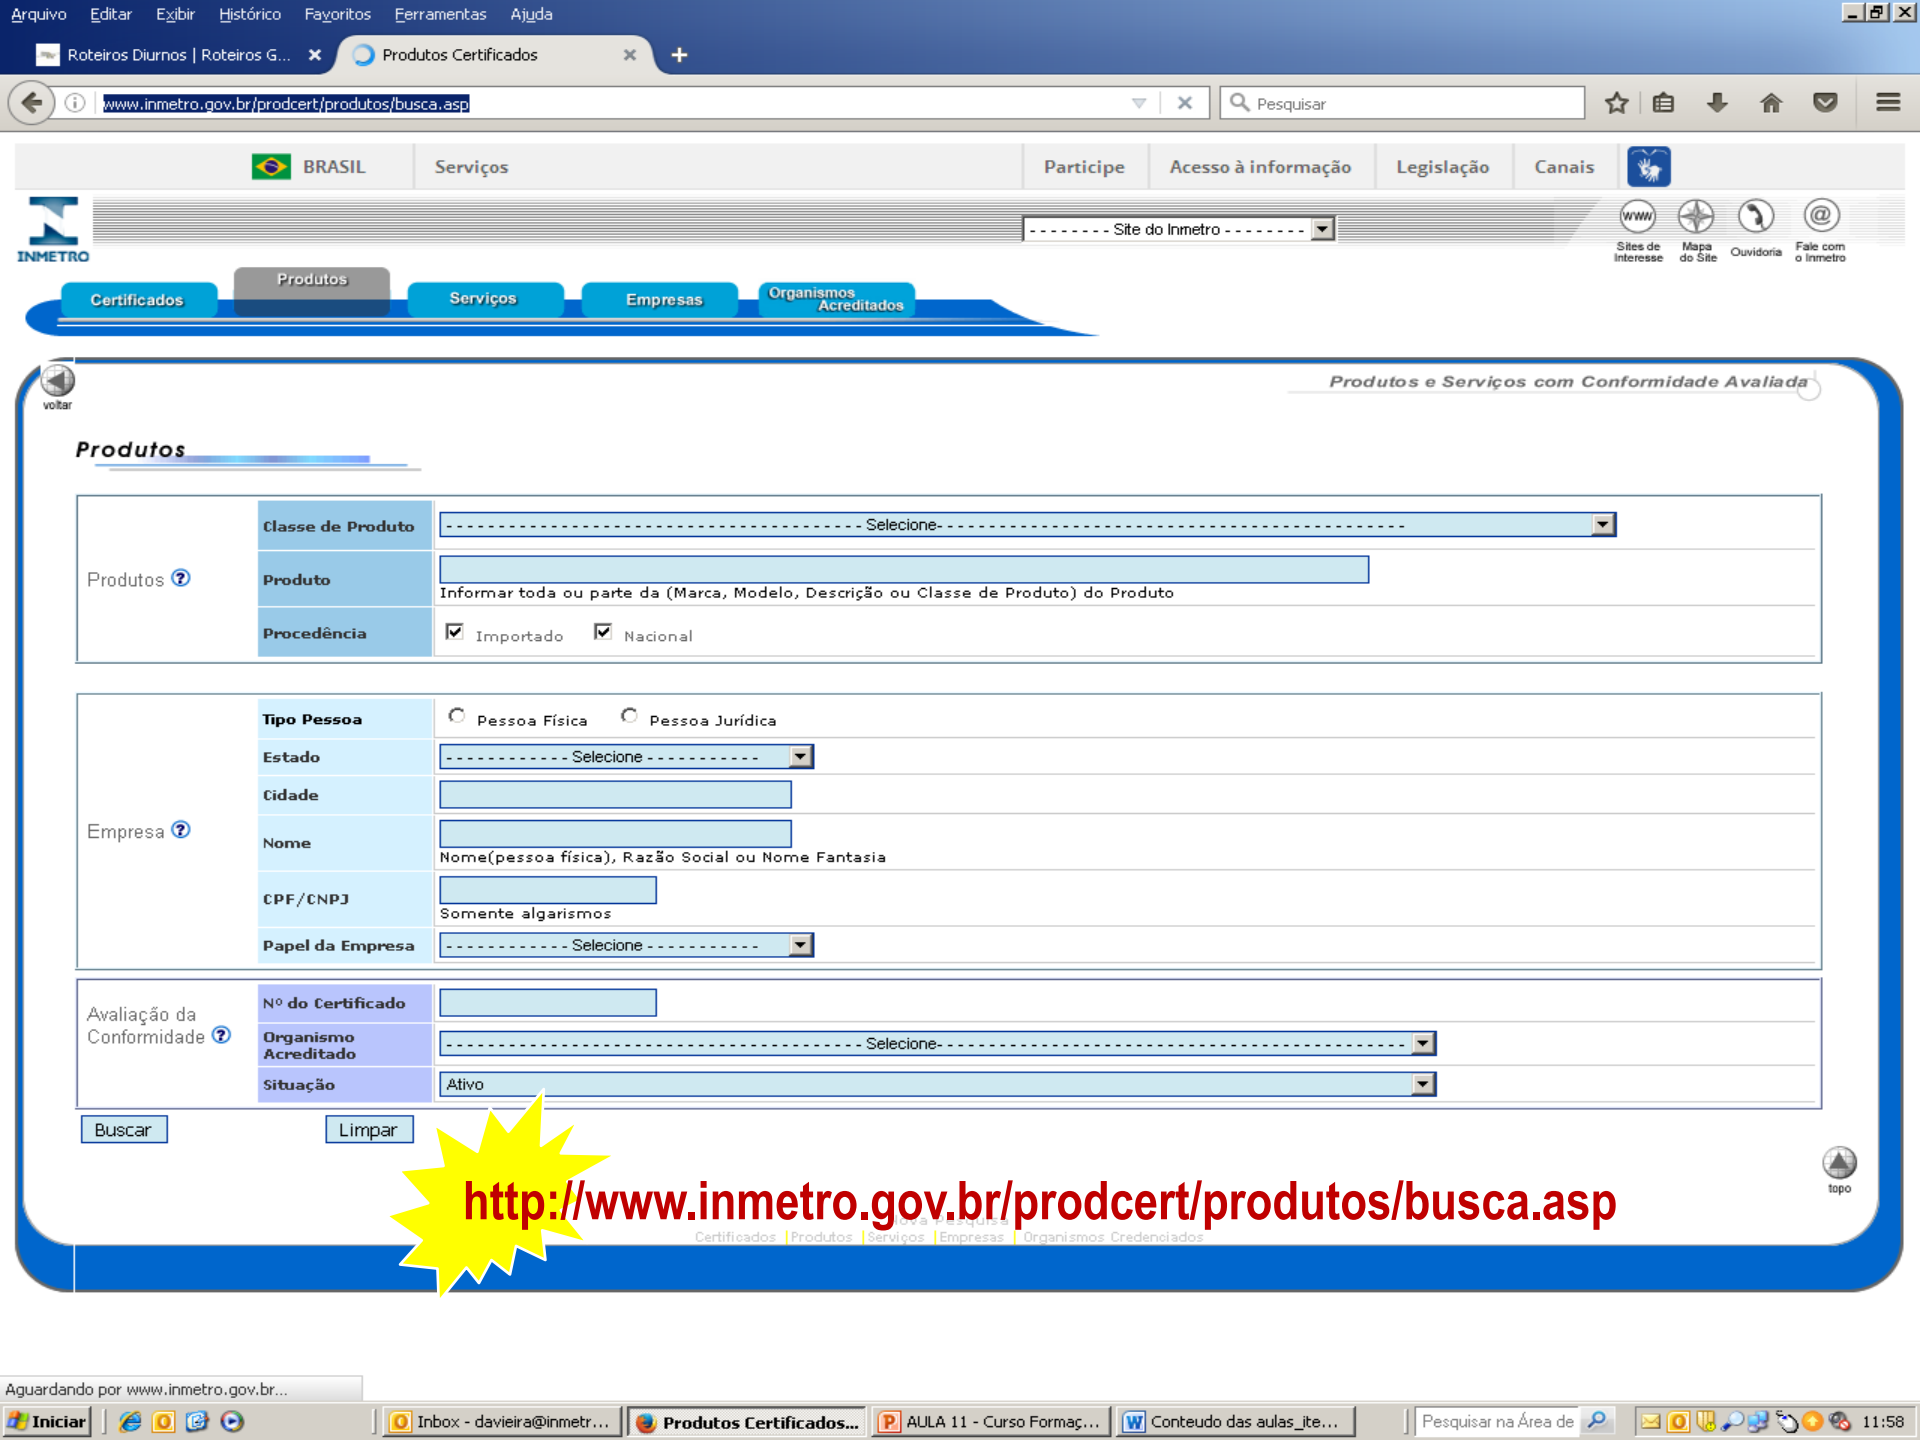 Arquivo Editar Exibir Histórico Favoritos Ferramentas Ajuda
Roteiros Diurnos | Roteiros G... Produtos Certificados
www.inmetro.gov.br/prodcert/produtos/busca.asp Pesquisar
BRASIL Serviços Participe Acesso à informação Legislação Canais
INMETRO
- - - - - - - - Site do Inmetro - - - - - - - -
www
Sites de Interesse Mapa do Site Ouvidoria Fale com o Inmetro
Certificados Produtos Serviços Empresas Organismos Acreditados
voltar
Produtos e Serviços com Conformidade Avaliada
Produtos
Produtos
Classe de Produto Selecione
Produto
Informar toda ou parte da (Marca, Modelo, Descrição ou Classe de Produto) do Produto
Procedência Importado Nacional
Empresa
Tipo Pessoa Pessoa Física Pessoa Jurídica
Estado - - - - - - - - - - - - Selecione - - - - - - - - - - -
Cidade
Nome
Nome(pessoa física), Razão Social ou Nome Fantasia
CPF/CNPJ
Somente algarismos
Papel da Empresa - - - - - - - - - - - - Selecione - - - - - - - - - - -
Avaliação da
Conformidade
Nº do Certificado
Organismo
Acreditado Selecione
Situação Ativo
Buscar Limpar
topo
http://www.inmetro.gov.br/prodcert/produtos/busca.asp
Certificados |Produtos |Serviços |Empresas | Organismos Credenciados
Aguardando por www.inmetro.gov.br...
Iniciar Inbox - davieira@inmetr... Produtos Certificados... AULA 11 - Curso Formaç... Conteudo das aulas_ite... Pesquisar na Área de 11:58